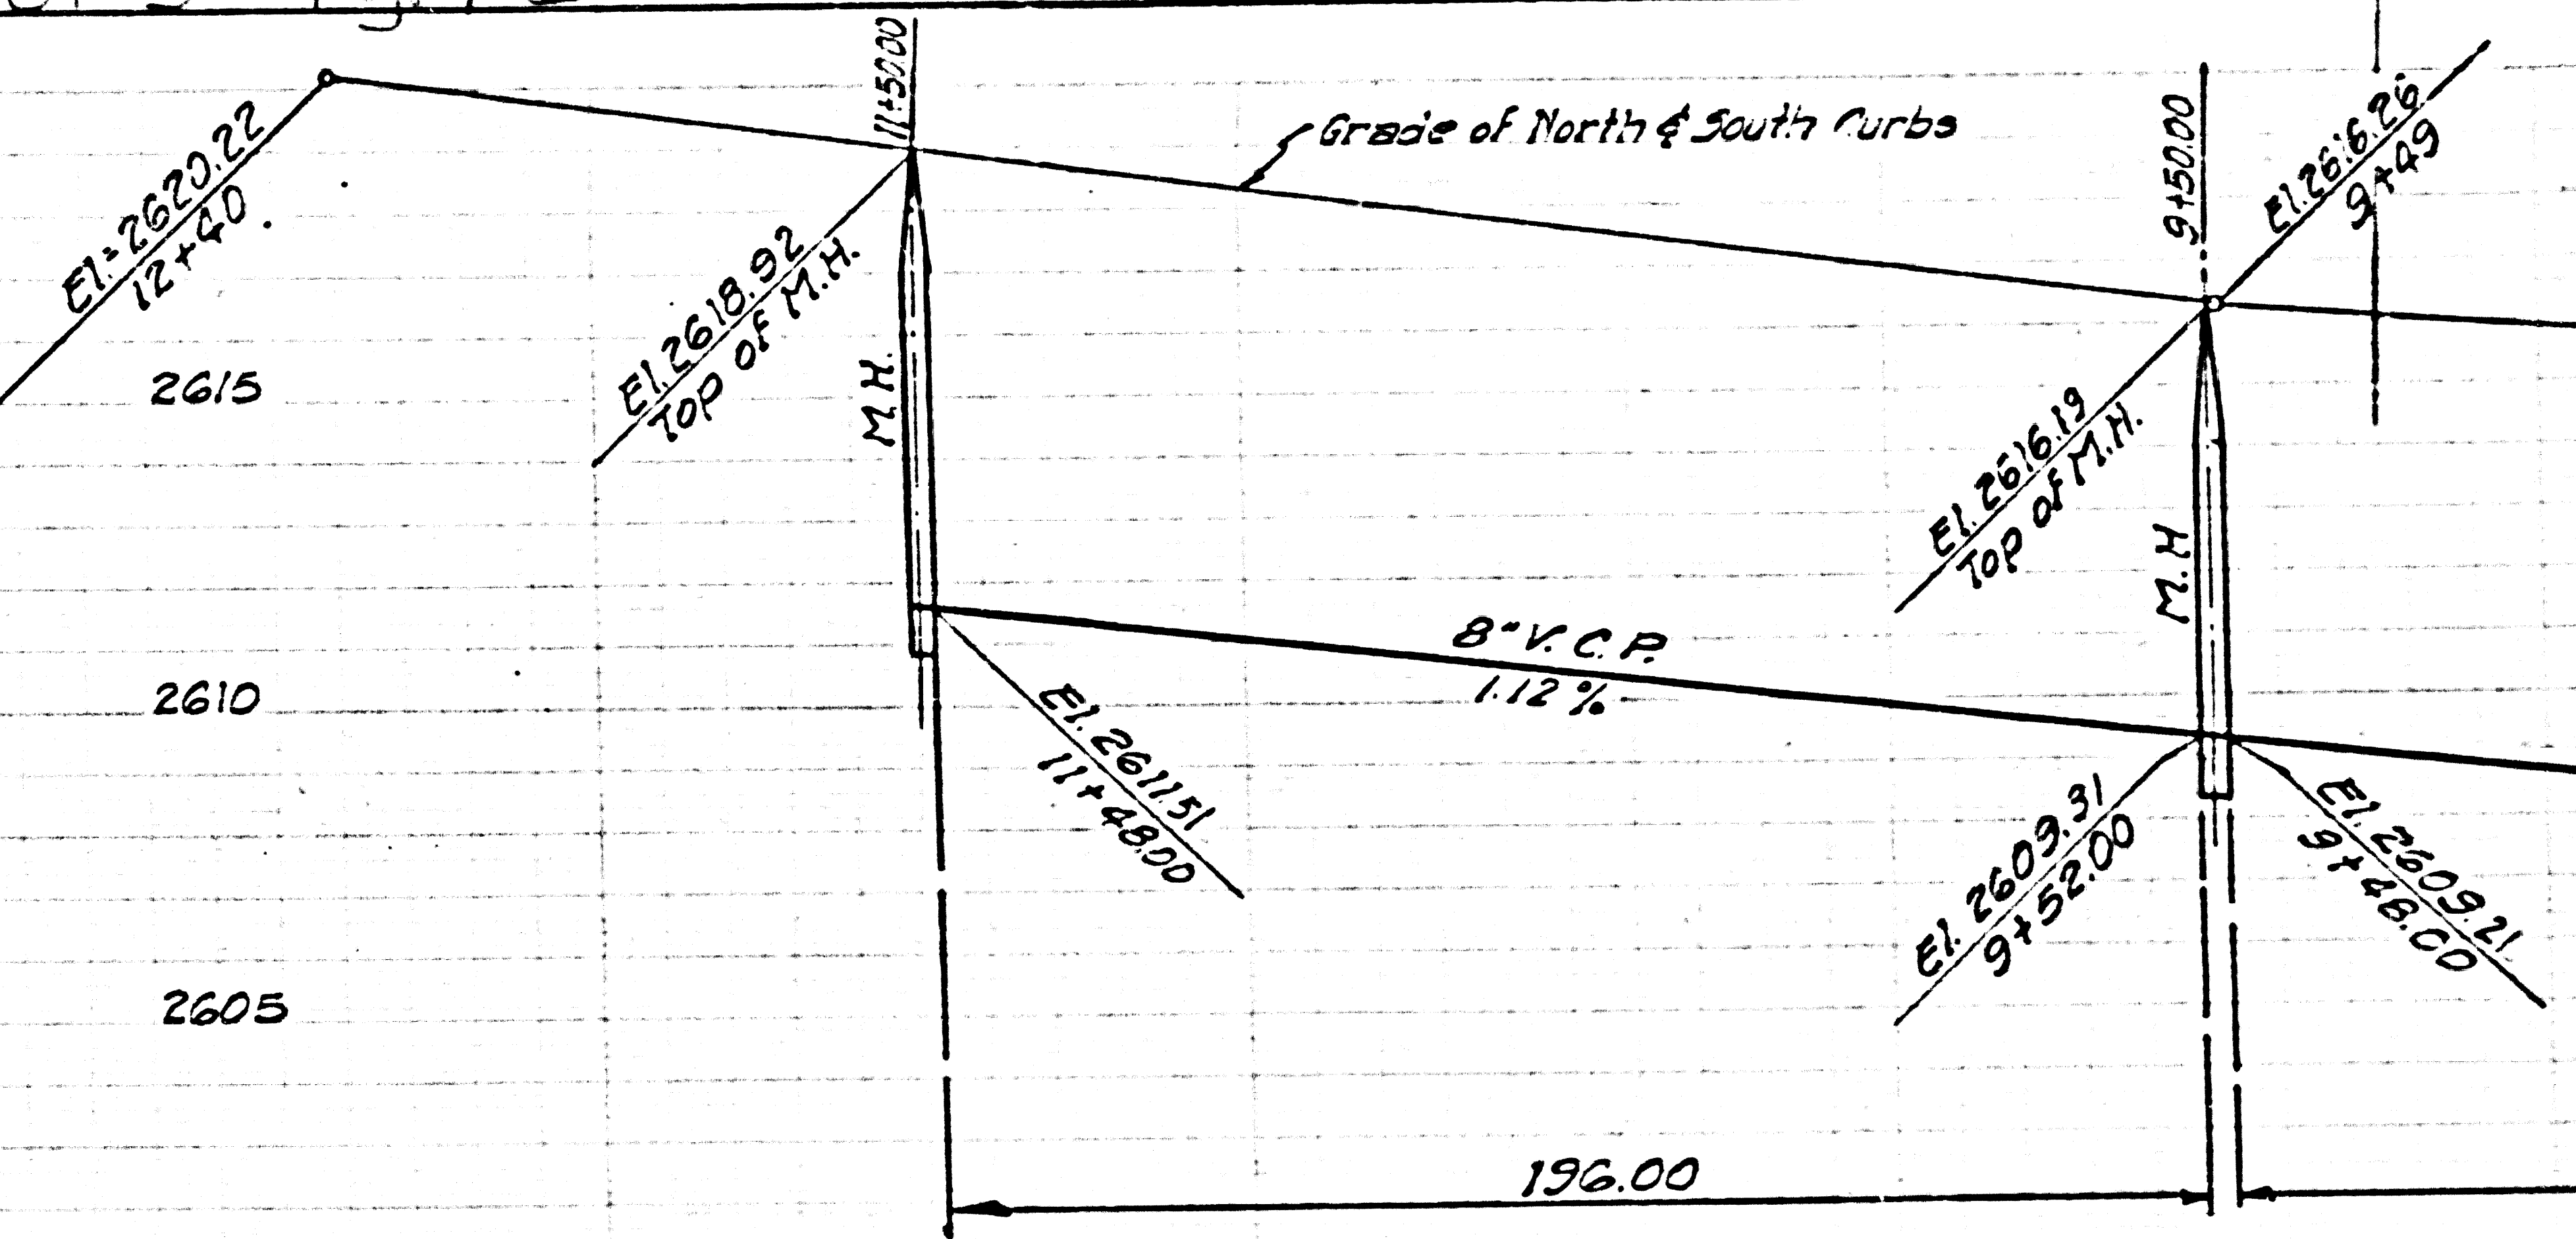 11+50.00
Grade of North & South Curbs
9+50.00
El. 2616.26
9+49
El.=2620.22
12+40
El. 2618.92
Top of M.H.
M.H.
2615
El. 2616.19
Top of M.H.
M.H
8" V.C.P.
1.12 %
2610
El. 2611.51
11+48.00
El. 2609.31
9+52.00
El. 2609.21
9+48.00
2605
196.00